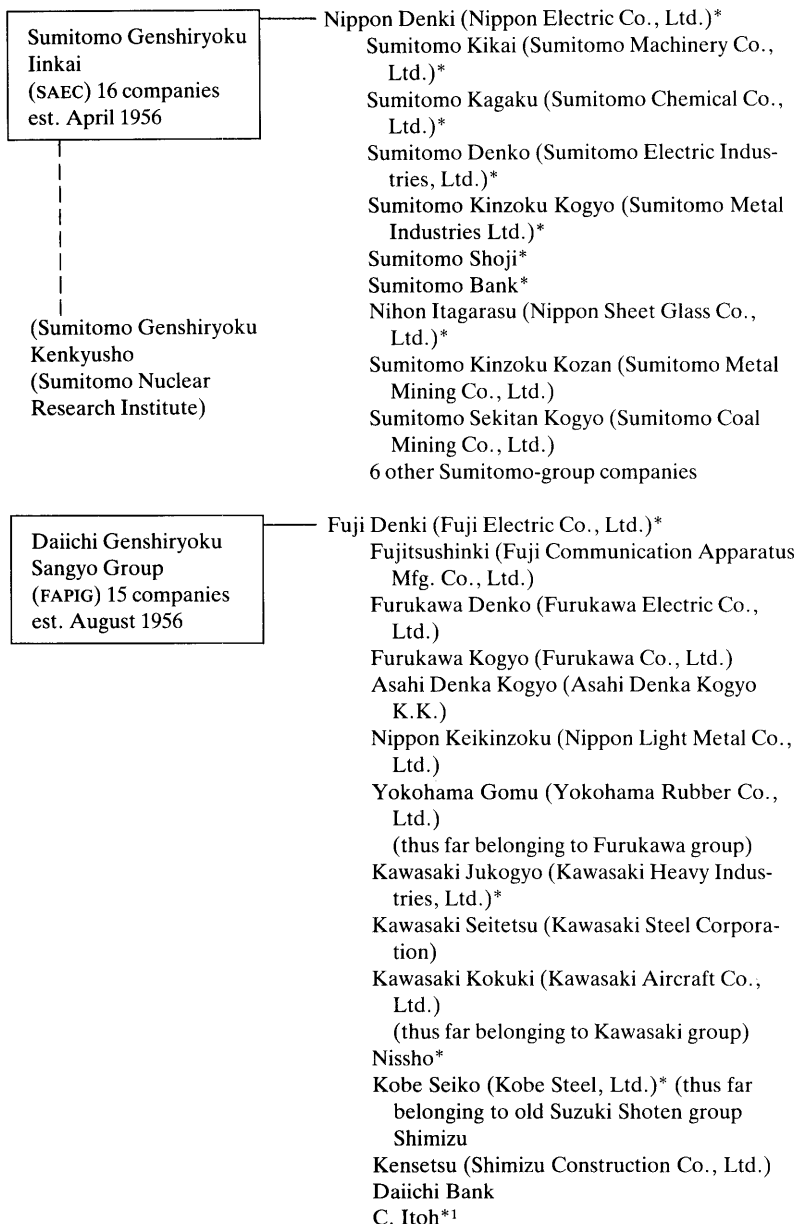 Sumitomo Genshiryoku
Iinkai
(SAEC) 16 companies
est. April 1956
(Sumitomo Genshiryoku
Kenkyusho
(Sumitomo Nuclear
Research Institute)
Nippon Denki (Nippon Electric Co., Ltd.)*
Sumitomo Kikai (Sumitomo Machinery Co.,
Ltd.)*
Sumitomo Kagaku (Sumitomo Chemical Co.,
Ltd.)*
Sumitomo Denko (Sumitomo Electric Indus-
tries, Ltd.)*
Sumitomo Kinzoku Kogyo (Sumitomo Metal
Industries Ltd.)*
Sumitomo Shoji*
Sumitomo Bank*
Nihon Itagarasu (Nippon Sheet Glass Co.,
Ltd.)*
Sumitomo Kinzoku Kozan (Sumitomo Metal
Mining Co., Ltd.)
Sumitomo Sekitan Kogyo (Sumitomo Coal
Mining Co., Ltd.)
6 other Sumitomo-group companies
Daiichi Genshiryoku
Sangyo Group
(FAPIG) 15 companies
est. August 1956
Fuji Denki (Fuji Electric Co., Ltd.)*
Fujitsushinki (Fuji Communication Apparatus
Mfg. Co., Ltd.)
Furukawa Denko (Furukawa Electric Co.,
Ltd.)
Furukawa Kogyo (Furukawa Co., Ltd.)
Asahi Denka Kogyo (Asahi Denka Kogyo
K.K.)
Nippon Keikinzoku (Nippon Light Metal Co.,
Ltd.)
Yokohama Gomu (Yokohama Rubber Co.,
Ltd.)
(thus far belonging to Furukawa group)
Kawasaki Jukogyo (Kawasaki Heavy Indus-
tries, Ltd.)*
Kawasaki Seitetsu (Kawasaki Steel Corpora-
tion)
Kawasaki Kokuki (Kawasaki Aircraft Co.,
Ltd.)
(thus far belonging to Kawasaki group)
Nissho*
Kobe Seiko (Kobe Steel, Ltd.)* (thus far
belonging to old Suzuki Shoten group
Shimizu
Kensetsu (Shimizu Construction Co., Ltd.)
Daiichi Bank
C. Itoh*1